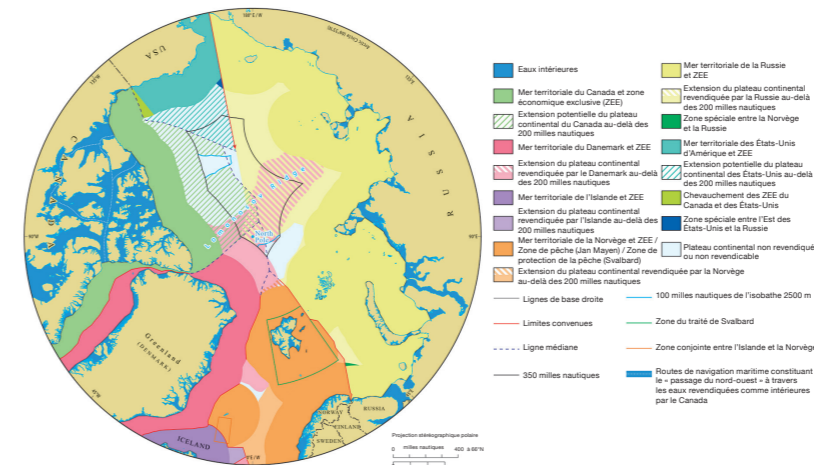 USA
CANADA
RUSSIA
North
Pole
Greenland
(DENMARK)
ICELAND
NORWAY
RUSSIA
FINLAND
SWEDEN
Projection stéréographique polaire
0 milles nautiques 400 à 66°N
Eaux intérieures
Mer territoriale du Canada et zone
économique exclusive (ZEE)
Extension potentielle du plateau
continental du Canada au-delà des
200 milles nautiques
Mer territoriale du Danemark et ZEE
Extension du plateau continental
revendiquée par le Danemark au-delà
des 200 milles nautiques
Mer territoriale de l'Islande et ZEE
Extension du plateau continental
revendiquée par l'Islande au-delà des
200 milles nautiques
Mer territoriale de la Norvège et ZEE /
Zone de pêche (Jan Mayen) / Zone de
protection de la pêche (Svalbard)
Extension du plateau continental revendiquée par la Norvège
au-delà des 200 milles nautiques
Mer territoriale de la Russie
et ZEE
Extension du plateau continental
revendiquée par la Russie au-delà
des 200 milles nautiques
Zone spéciale entre la Norvège
et la Russie
Mer territoriale des États-Unis
d'Amérique et ZEE
Extension potentielle du plateau
continental des États-Unis au-delà
des 200 milles nautiques
Chevauchement des ZEE du
Canada et des États-Unis
Zone spéciale entre l'Est des
États-Unis et la Russie
Plateau continental non revendiqué
ou non revendicable
Lignes de base droite
Limites convenues
Ligne médiane
350 milles nautiques
100 milles nautiques de l'isobathe 2500 m
Zone du traité de Svalbard
Zone conjointe entre l'Islande et la Norvège
Routes de navigation maritime constituant
le « passage du nord-ouest » à travers
les eaux revendiquées comme intérieures
par le Canada